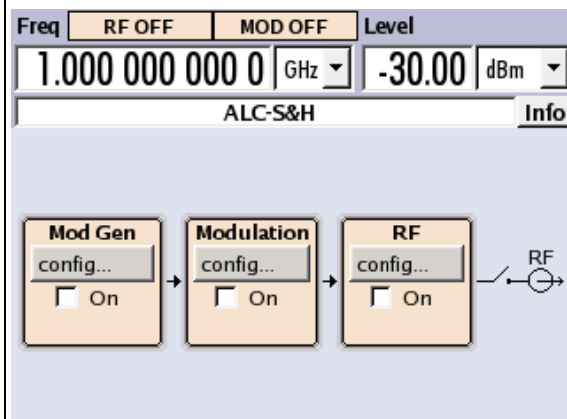 Freq RF OFF MOD OFF Level
1.000 000 000 0 GHz -30.00 dBm
ALC-S&H Info
Mod Gen Modulation RF
config... config... config... RF
On On On